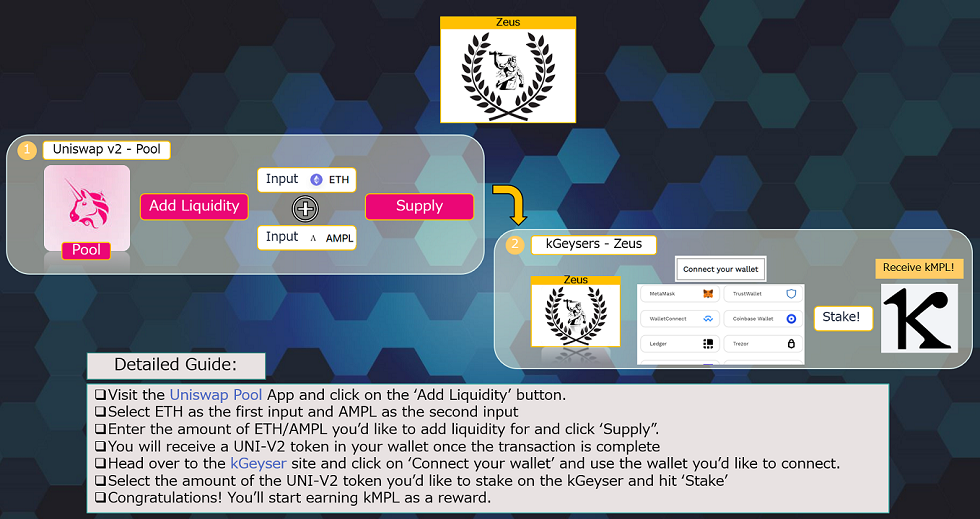 Zeus
1
Uniswap v2 - Pool
Pool
Add Liquidity
Input ETH
Input AMPL
Supply
2
kGeysers - Zeus
Zeus
Connect your wallet
MetaMask
TrustWallet
WalletConnect
Coinbase Wallet
Ledger
Trezor
Stake!
Receive kMPL!
Detailed Guide:
❑Visit the Uniswap Pool App and click on the ‘Add Liquidity’ button.
❑Select ETH as the first input and AMPL as the second input
❑Enter the amount of ETH/AMPL you’d like to add liquidity for and click ‘Supply”.
❑You will receive a UNI-V2 token in your wallet once the transaction is complete
❑Head over to the kGeyser site and click on ‘Connect your wallet’ and use the wallet you’d like to connect.
❑Select the amount of the UNI-V2 token you’d like to stake on the kGeyser and hit ‘Stake’
❑Congratulations! You’ll start earning kMPL as a reward.